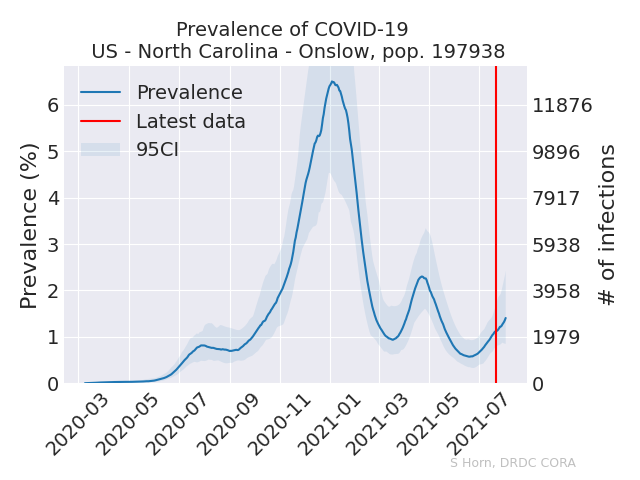 Prevalence of COVID-19
US - North Carolina - Onslow, pop. 197938
Prevalence
Latest data
95CI
Prevalence (%)
6
5
4
3
2
1
0
11876
9896
7917
5938
3958
1979
0
# of infections
2020-03
2020-05
2020-07
2020-09
2020-11
2021-01
2021-03
2021-05
2021-07
S Horn, DRDC CORA